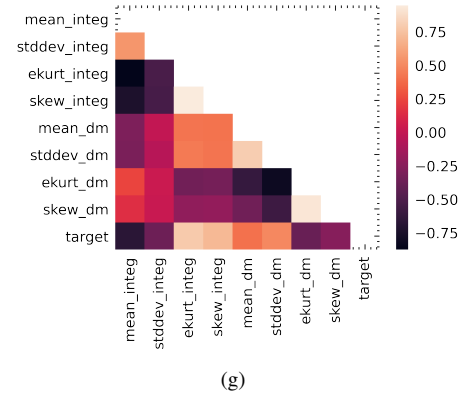 mean_integ
stddev_integ
ekurt_integ
skew_integ
mean_dm
stddev_dm
ekurt_dm
skew_dm
target
mean_integ
stddev_integ
ekurt_integ
skew_integ
mean_dm
stddev_dm
ekurt_dm
skew_dm
target
0.75
0.50
0.25
0.00
−0.25
−0.50
−0.75
(g)